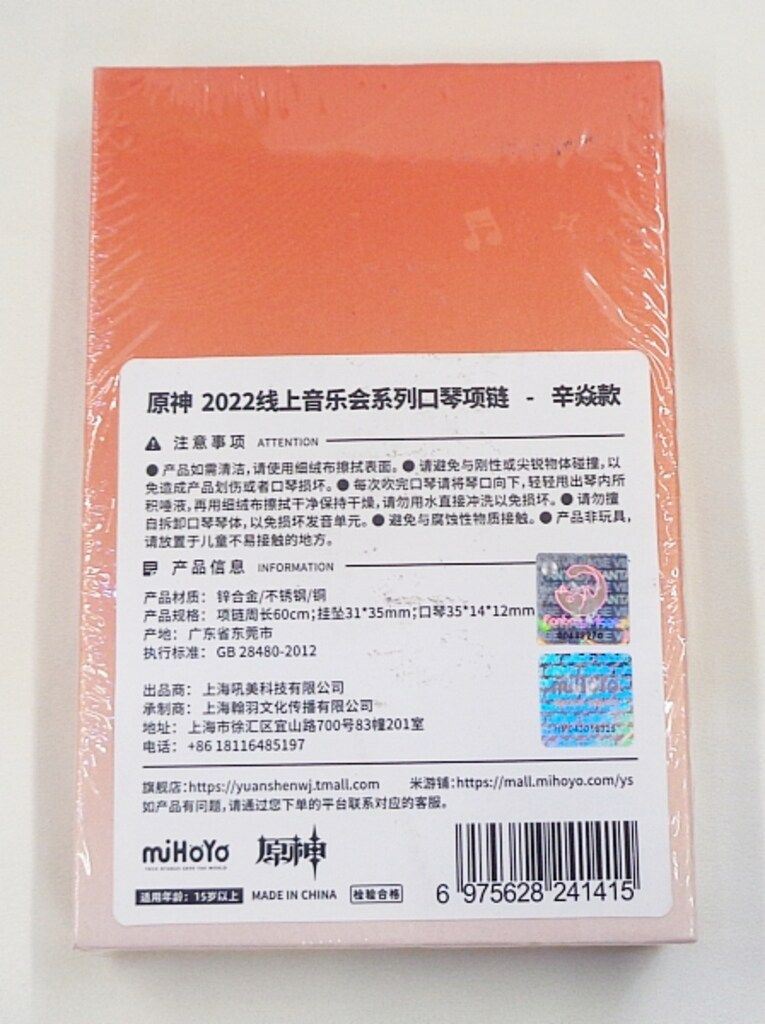 原神 2022线上音乐会系列口琴项链 - 辛焱款
注意事项 ATTENTION
● 产品如需清洁，请使用细绒布擦拭表面。● 请避免与刚性或尖锐物体碰撞，以
免造成产品划伤或者口琴损坏。● 每次吹完口琴请将琴口向下，轻轻甩出琴内所
积唾液，再用细绒布擦拭干净保持干燥，请勿用水直接冲洗以免损坏。● 请勿擅
自拆卸口琴琴体，以免损坏发音单元。● 避免与腐蚀性物质接触。● 产品非玩具，
请放置于儿童不易接触的地方。
产品信息 INFORMATION
产品材质： 锌合金/不锈钢/铜
产品规格： 项链周长60cm；挂坠31*35mm；口琴35*14*12mm
产地： 广东省东莞市
执行标准： GB 28480-2012
出品商： 上海吼美科技有限公司
承制商： 上海翰羽文化传播有限公司
地址： 上海市徐汇区宜山路700号83幢201室
电话： +86 18116485197
旗舰店：https://yuanshenwj.tmall.com 米游铺：https://mall.mihoyo.com/ys
如产品有问题，请通过您下单的平台联系对应的客服。
miHoYo 原神
适用年龄：15岁以上 MADE IN CHINA 检验合格
6 975628 241415
miHoYo